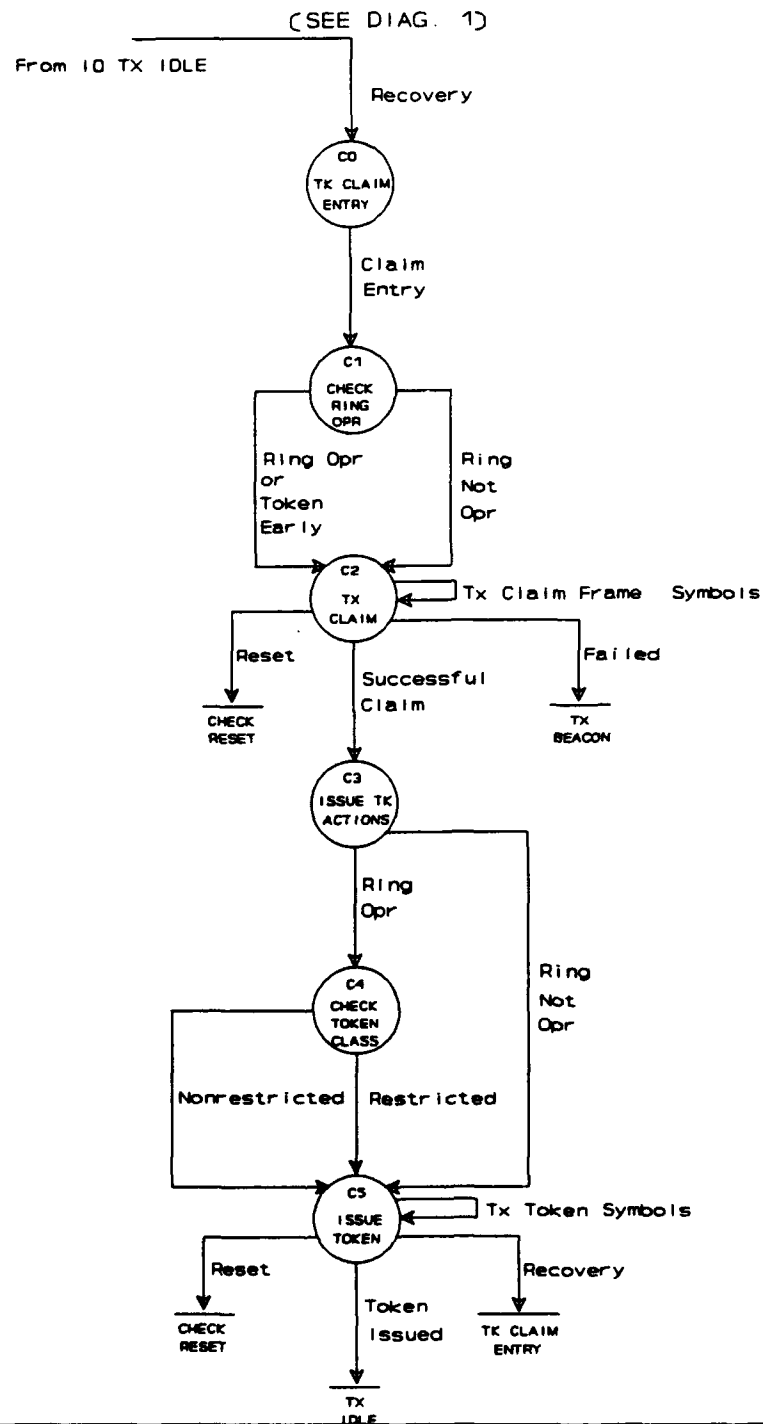 (SEE DIAG. 1)
From I0 TX IDLE
Recovery
C0
TK CLAIM
ENTRY
Claim
Entry
C1
CHECK
RING
OPR
Ring Opr
or
Token
Early
Ring
Not
Opr
C2
TX
CLAIM
Tx Claim Frame Symbols
Reset
Failed
Successful
Claim
CHECK
RESET
TX
BEACON
C3
ISSUE TK
ACTIONS
Ring
Opr
Ring
Not
Opr
C4
CHECK
TOKEN
CLASS
Nonrestricted
Restricted
C5
ISSUE
TOKEN
Tx Token Symbols
Reset
Recovery
Token
Issued
CHECK
RESET
TK CLAIM
ENTRY
TX
IDLE